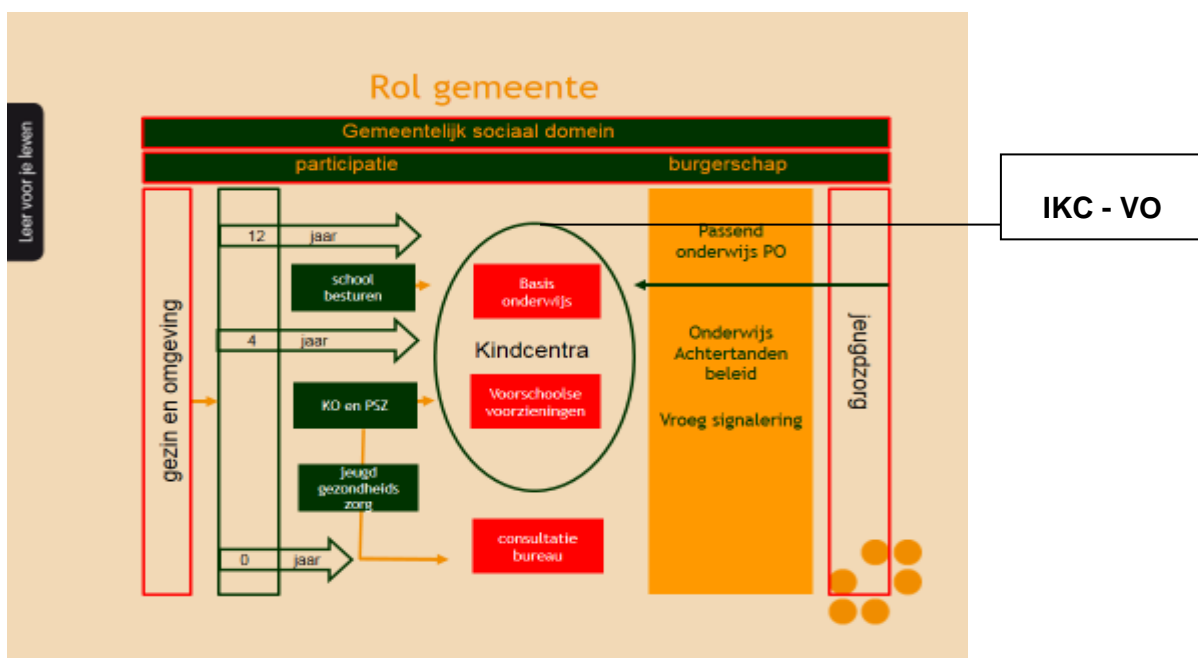 Rol gemeente
Leer voor je leven
Gemeentelijk sociaal domein
participatie
burgerschap
IKC - VO
gezin en omgeving
12 jaar
school
besturen
Basis
onderwijs
Passend
onderwijs PO
4 jaar
Kindcentra
Onderwijs
Achtertanden
beleid
KO en PSZ
Voorschoolse
voorzieningen
Vroeg signalering
jeugd
gezondheids
zorg
0 jaar
consultatie
bureau
jeugdzorg